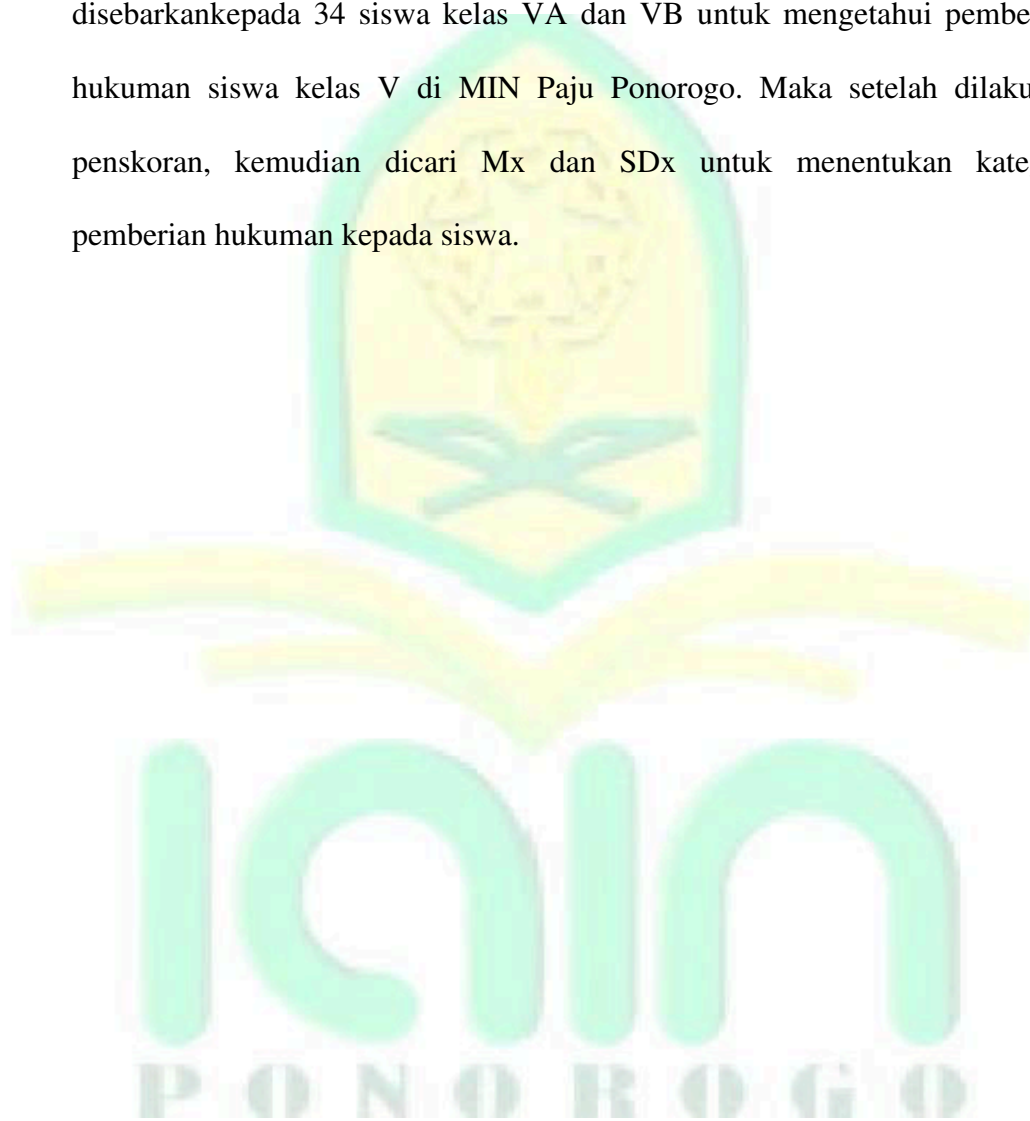 disebarkankepada 34 siswa kelas VA dan VB untuk mengetahui pembe
hukuman siswa kelas V di MIN Paju Ponorogo. Maka setelah dilaku
penskoran, kemudian dicari Mx dan SDx untuk menentukan kate
pemberian hukuman kepada siswa.
iain
PONOROGO